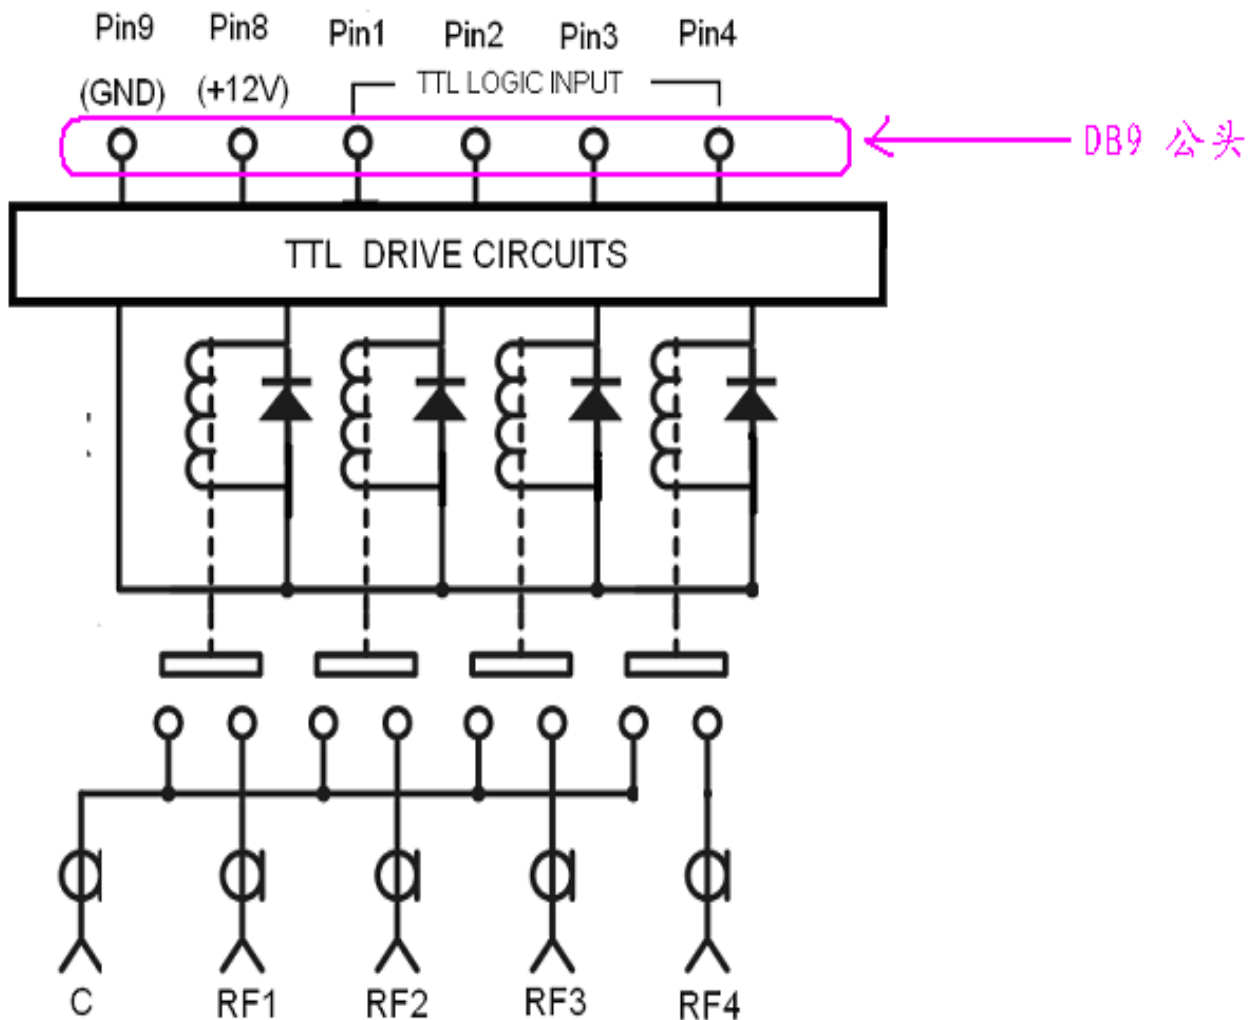 Pin9 Pin8 Pin1 Pin2 Pin3 Pin4
(GND) (+12V) TTL LOGIC INPUT
DB9 公头
TTL DRIVE CIRCUITS
C RF1 RF2 RF3 RF4